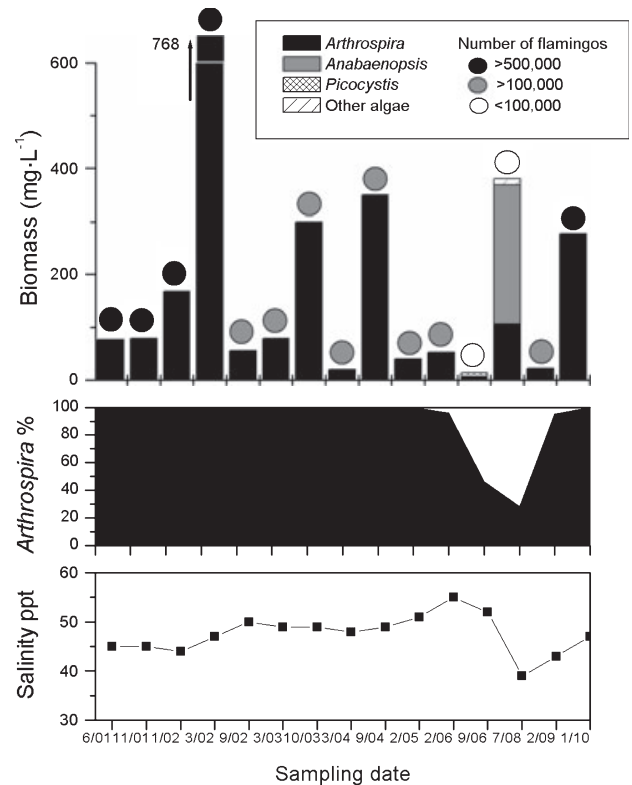 768
Arthrospira
Anabaenopsis
Picocystis
Other algae
Number of flamingos
>500,000
>100,000
<100,000
Biomass (mg·L⁻¹)
600
400
200
0
Arthrospira %
100
80
60
40
20
0
Salinity ppt
60
50
40
30
6/01 11/01 1/02 3/02 9/02 3/03 10/03 3/04 9/04 2/05 2/06 9/06 7/08 2/09 1/10
Sampling date